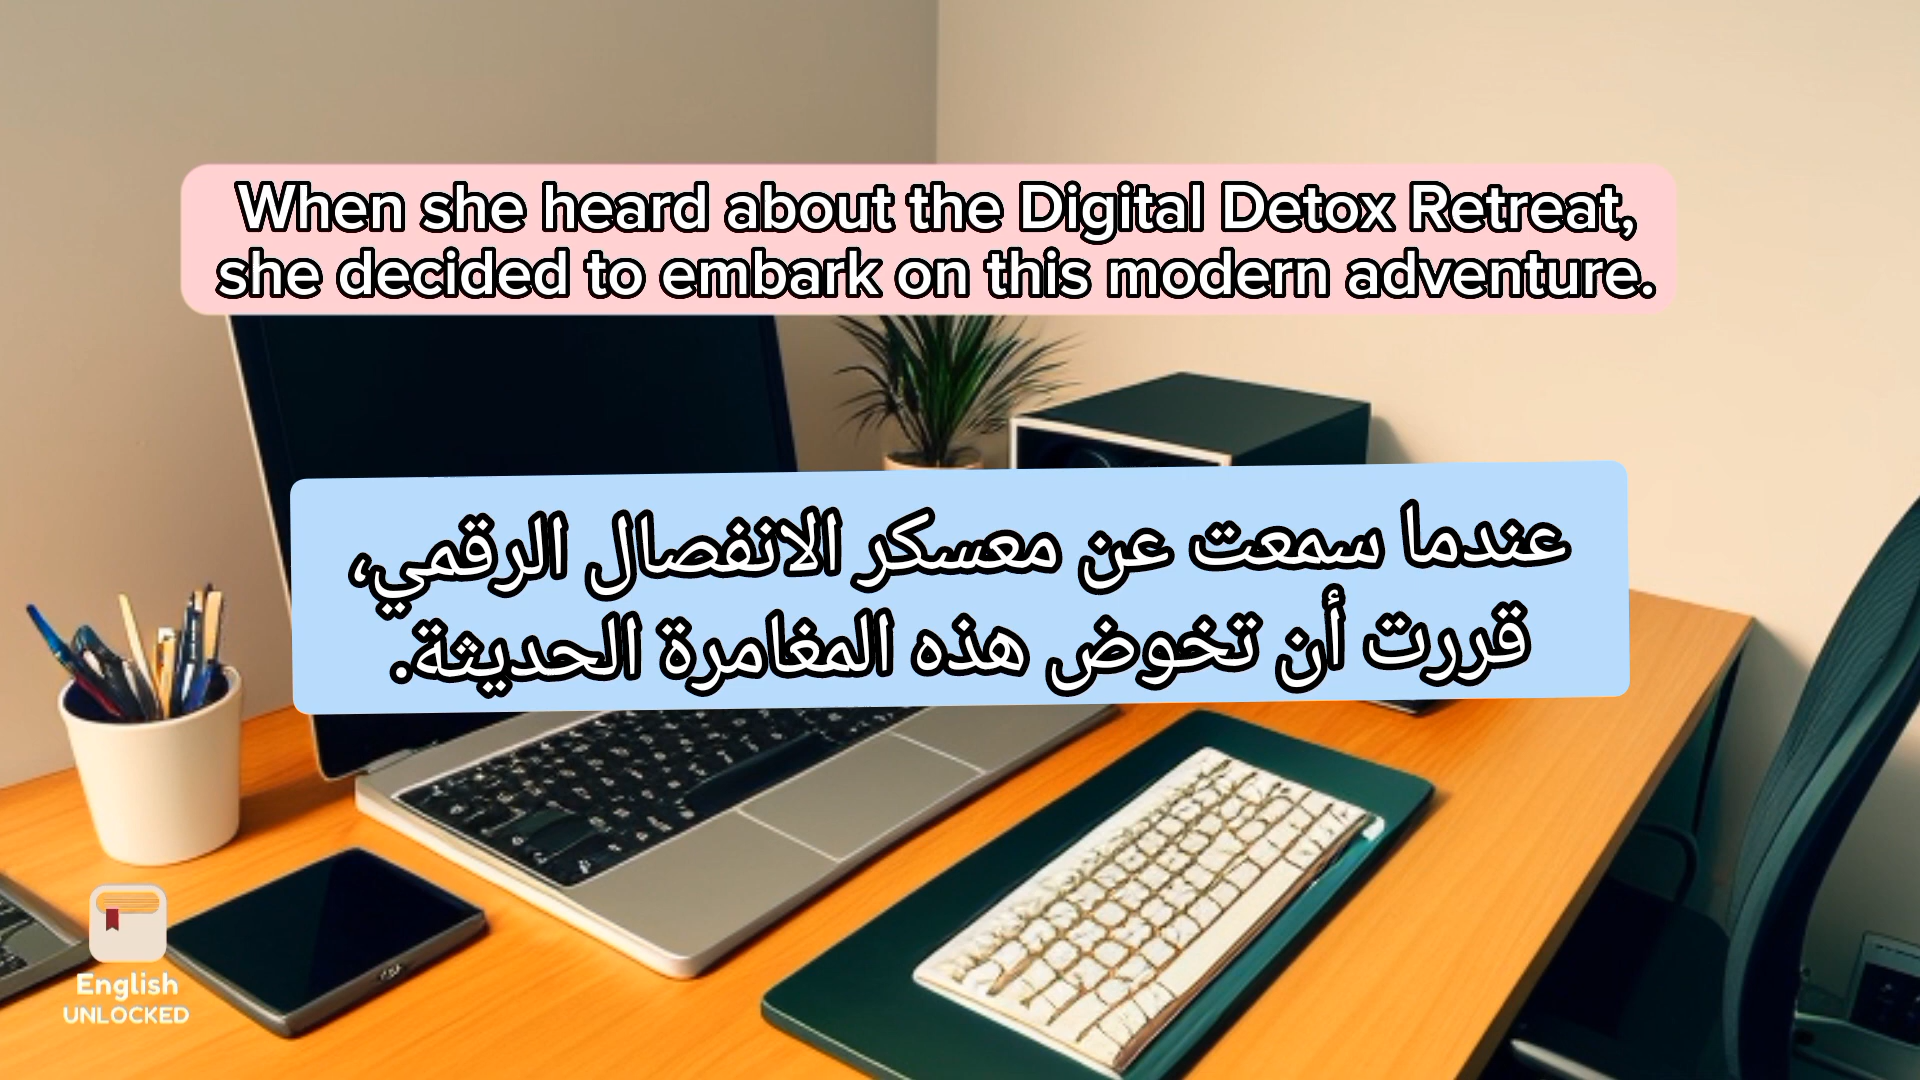 When she heard about the Digital Detox Retreat,
she decided to embark on this modern adventure.
عندما سمعت عن معسكر الانفصال الرقمي،
قررت أن تخوض هذه المغامرة الحديثة.
English
UNLOCKED